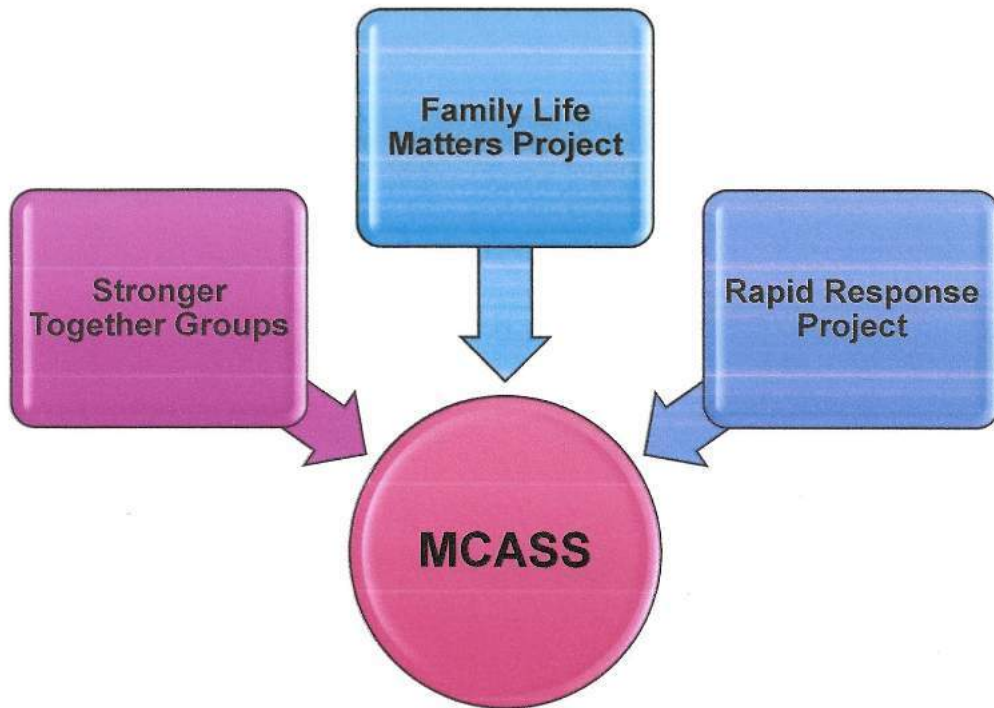 Family Life
Matters Project
Stronger
Together Groups
Rapid Response
Project
MCASS